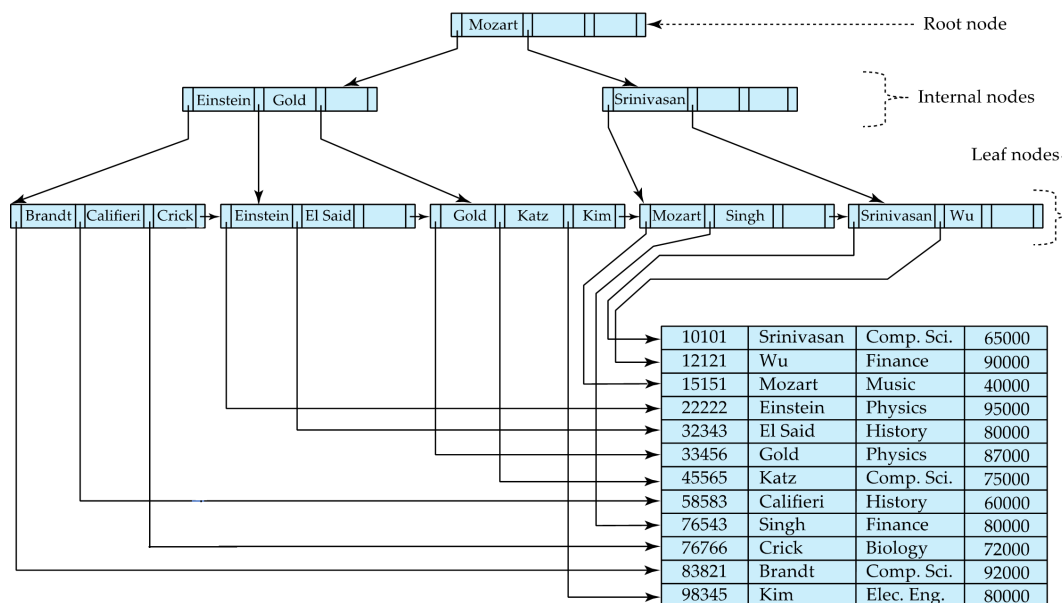 Mozart
Root node
Einstein Gold
Srinivasan
Internal nodes
Leaf nodes
Brandt Califieri Crick
Einstein El Said
Gold Katz Kim
Mozart Singh
Srinivasan Wu
10101 Srinivasan Comp. Sci. 65000
12121 Wu Finance 90000
15151 Mozart Music 40000
22222 Einstein Physics 95000
32343 El Said History 80000
33456 Gold Physics 87000
45565 Katz Comp. Sci. 75000
58583 Califieri History 60000
76543 Singh Finance 80000
76766 Crick Biology 72000
83821 Brandt Comp. Sci. 92000
98345 Kim Elec. Eng. 80000